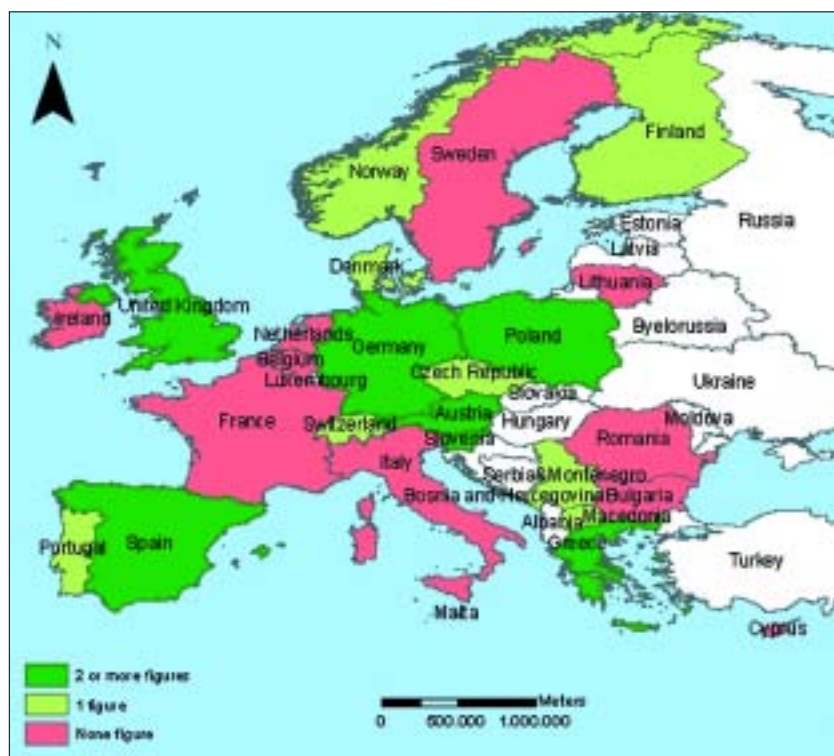 N
Finland
Norway
Sweden
Russia
Estonia
Latvia
Denmark
Lithuania
United Kingdom
Ireland
Byelorussia
Netherlands
Poland
Germany
Belgium
Czech Republic
Luxembourg
Ukraine
Slovakia
France
Switzerland
Austria
Hungary
Moldova
Slovenia
Romania
Italy
Serbia&Montenegro
Bosnia and Hercegovina
Bulgaria
Albania
Macedonia
Portugal
Spain
Greece
Turkey
Malta
Cyprus
2 or more figures
1 figure
None figure
Meters
0 500.000 1.000.000